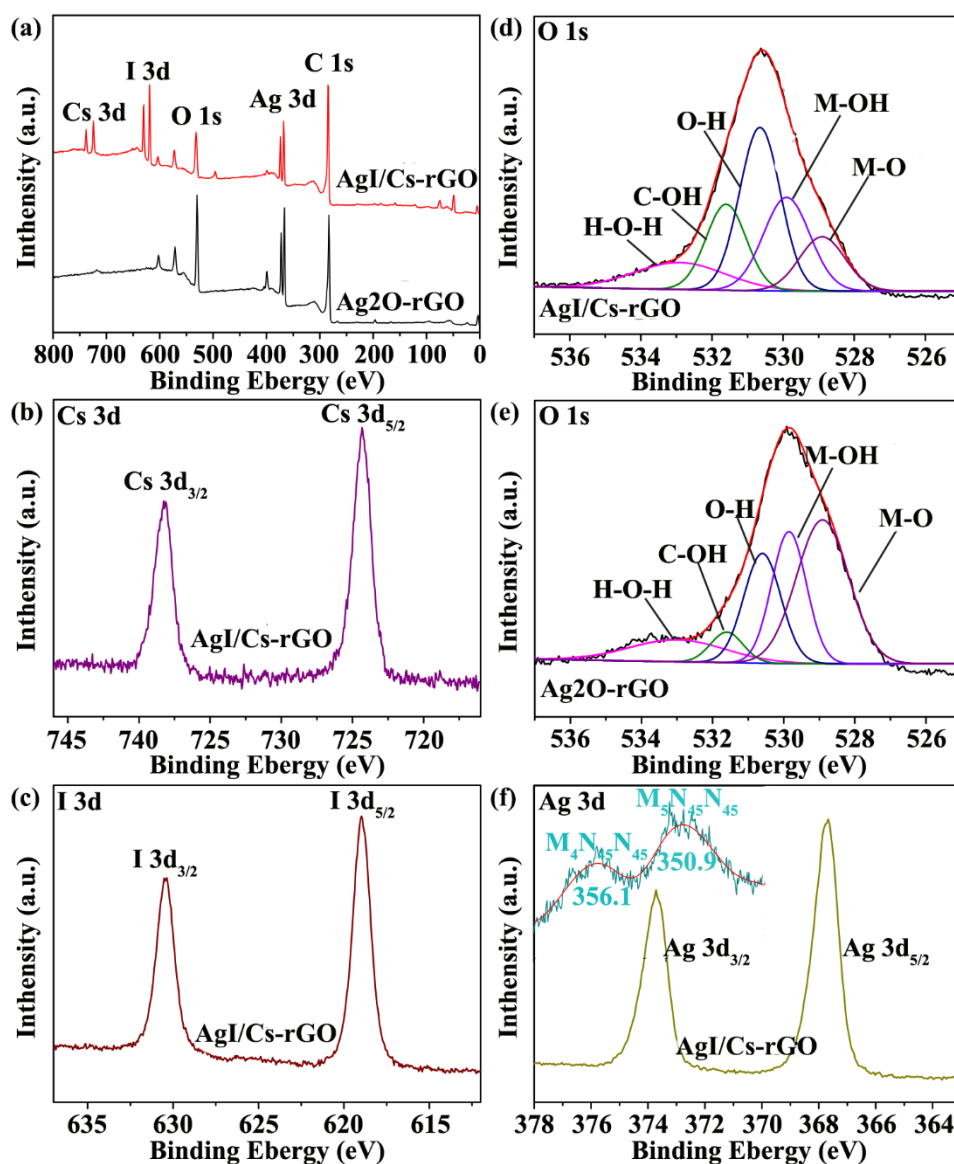 (a)
Cs 3d
I 3d
O 1s
Ag 3d
C 1s
AgI/Cs-rGO
Ag2O-rGO
Inthensity (a.u.)
800 700 600 500 400 300 200 100 0
Binding Ebergy (eV)
(d)
O 1s
O-H
M-OH
C-OH
M-O
H-O-H
AgI/Cs-rGO
Inthensity (a.u.)
536 534 532 530 528 526
Binding Ebergy (eV)
(b)
Cs 3d
Cs 3d5/2
Cs 3d3/2
AgI/Cs-rGO
Inthensity (a.u.)
745 740 735 730 725 720
Binding Ebergy (eV)
(e)
O 1s
M-OH
O-H
M-O
C-OH
H-O-H
Ag2O-rGO
Inthensity (a.u.)
536 534 532 530 528 526
Binding Ebergy (eV)
(c)
I 3d
I 3d5/2
I 3d3/2
AgI/Cs-rGO
Inthensity (a.u.)
635 630 625 620 615
Binding Ebergy (eV)
(f)
Ag 3d
M5N45N45
M4N45N45
350.9
356.1
Ag 3d3/2
Ag 3d5/2
AgI/Cs-rGO
Inthensity (a.u.)
378 376 374 372 370 368 366 364
Binding Ebergy (eV)